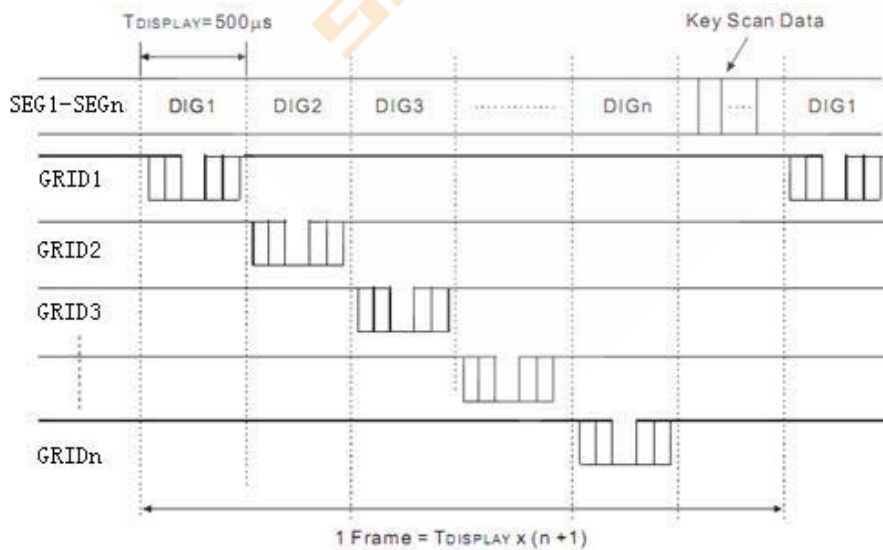 TDISPLAY=500μs
Key Scan Data
SEG1-SEGn DIG1 DIG2 DIG3 ............ DIGn .... DIG1
GRID1
GRID2
GRID3
GRIDn
1 Frame = TDISPLAY x (n +1)